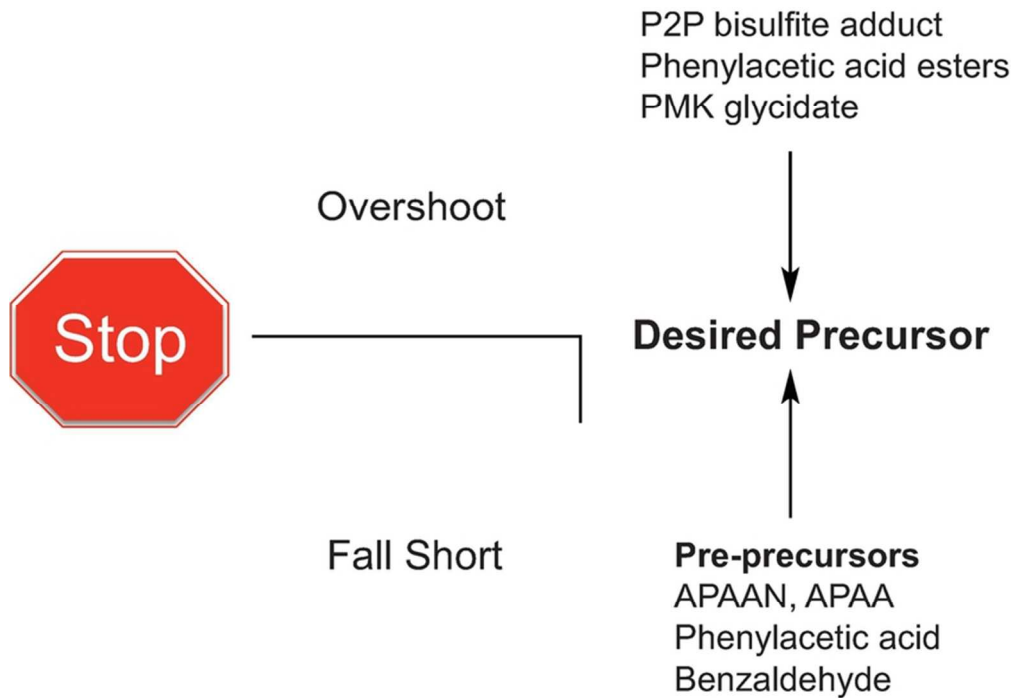 P2P bisulfite adduct
Phenylacetic acid esters
PMK glycidate
Overshoot
Stop
Desired Precursor
Fall Short
Pre-precursors
APAAN, APAA
Phenylacetic acid
Benzaldehyde